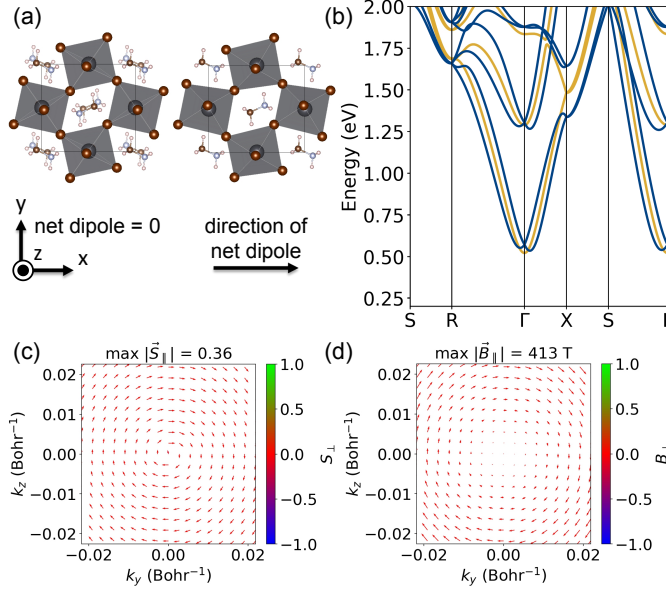 (a)
y
net dipole = 0
z
x
direction of
net dipole
(b)
Energy (eV)
2.00
1.75
1.50
1.25
1.00
0.75
0.50
0.25
S R Γ X S
(c)
max |S⃗∥| = 0.36
k_z (Bohr⁻¹)
0.02
0.01
0.00
−0.01
−0.02
−0.02 0.00 0.02
k_y (Bohr⁻¹)
1.0
0.5
0.0
−0.5
−1.0
S⊥
(d)
max |B⃗∥| = 413 T
k_z (Bohr⁻¹)
0.02
0.01
0.00
−0.01
−0.02
−0.02 0.00 0.02
k_y (Bohr⁻¹)
1.0
0.5
0.0
−0.5
−1.0